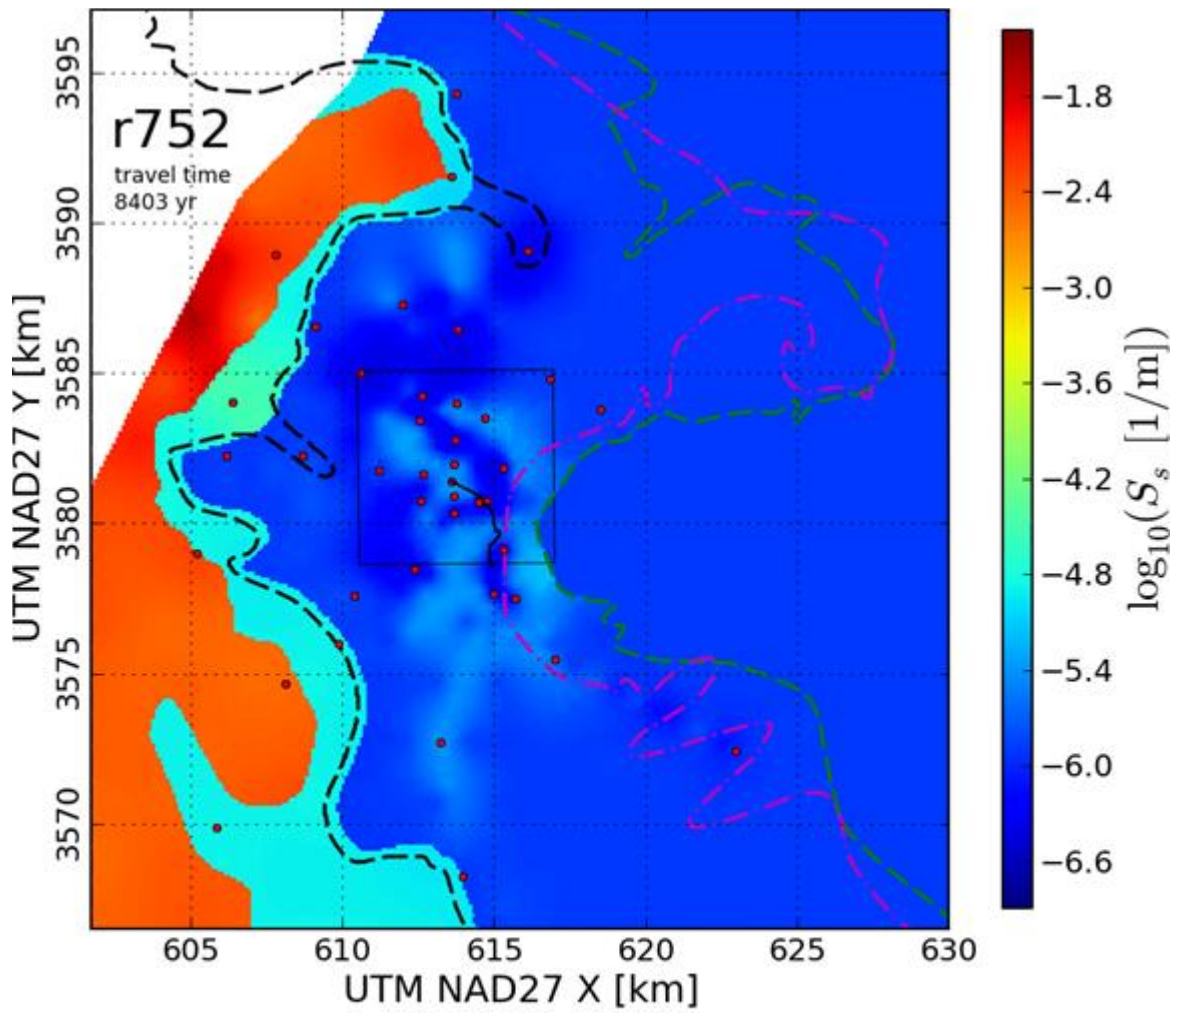 r752
travel time
8403 yr
3595
3590
3585
3580
3575
3570
UTM NAD27 Y [km]
605 610 615 620 625 630
UTM NAD27 X [km]
−1.8
−2.4
−3.0
−3.6
−4.2
−4.8
−5.4
−6.0
−6.6
log₁₀(Sₛ [1/m])